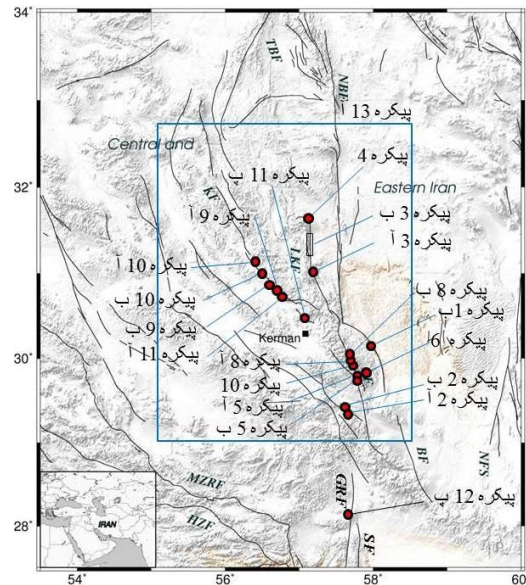 34
TBF
NBF
پیکره 13
Central and
پیکره 4
پیکره 11 ب
32
Eastern Iran
KF
پیکره 9 آ
پیکره 3 ب
LKF
پیکره 3 آ
پیکره 10 آ
پیکره 10 ب
پیکره 8 ب
پیکره 9 ب
پیکره 1ب
Kerman
پیکره 6
پیکره 11 آ
30
پیکره 8 آ
پیکره 10
پیکره 2 ب
پیکره 5 آ
پیکره 2 آ
پیکره 5 ب
BF
NFS
MZRF
GRF
پیکره 12 ب
HZF
IRAN
SF
28
54°
56
58
60